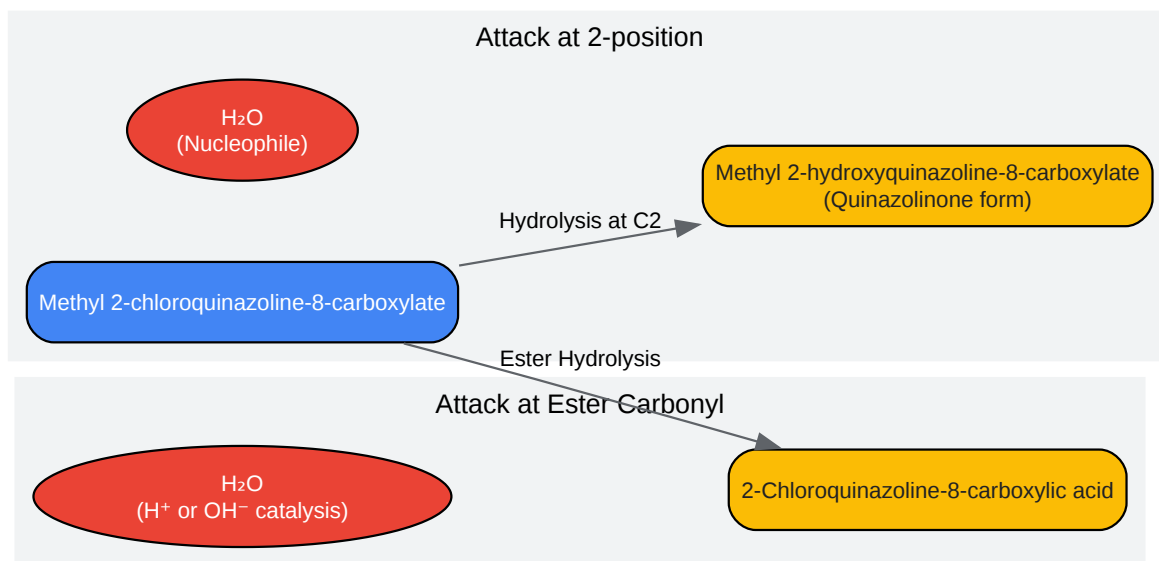 Attack at 2-position
H₂O
(Nucleophile)
Methyl 2-hydroxyquinazoline-8-carboxylate
(Quinazolinone form)
Hydrolysis at C2
Methyl 2-chloroquinazoline-8-carboxylate
Ester Hydrolysis
Attack at Ester Carbonyl
H₂O
(H⁺ or OH⁻ catalysis)
2-Chloroquinazoline-8-carboxylic acid